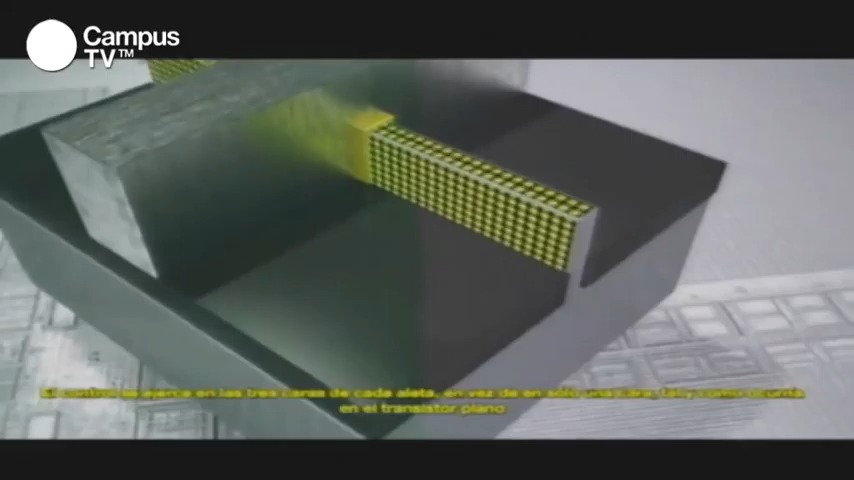 Campus
TV™
El control se ejerce en las tres caras de cada aleta, en vez de en sólo una cara, tal y como ocurría
en el transistor plano